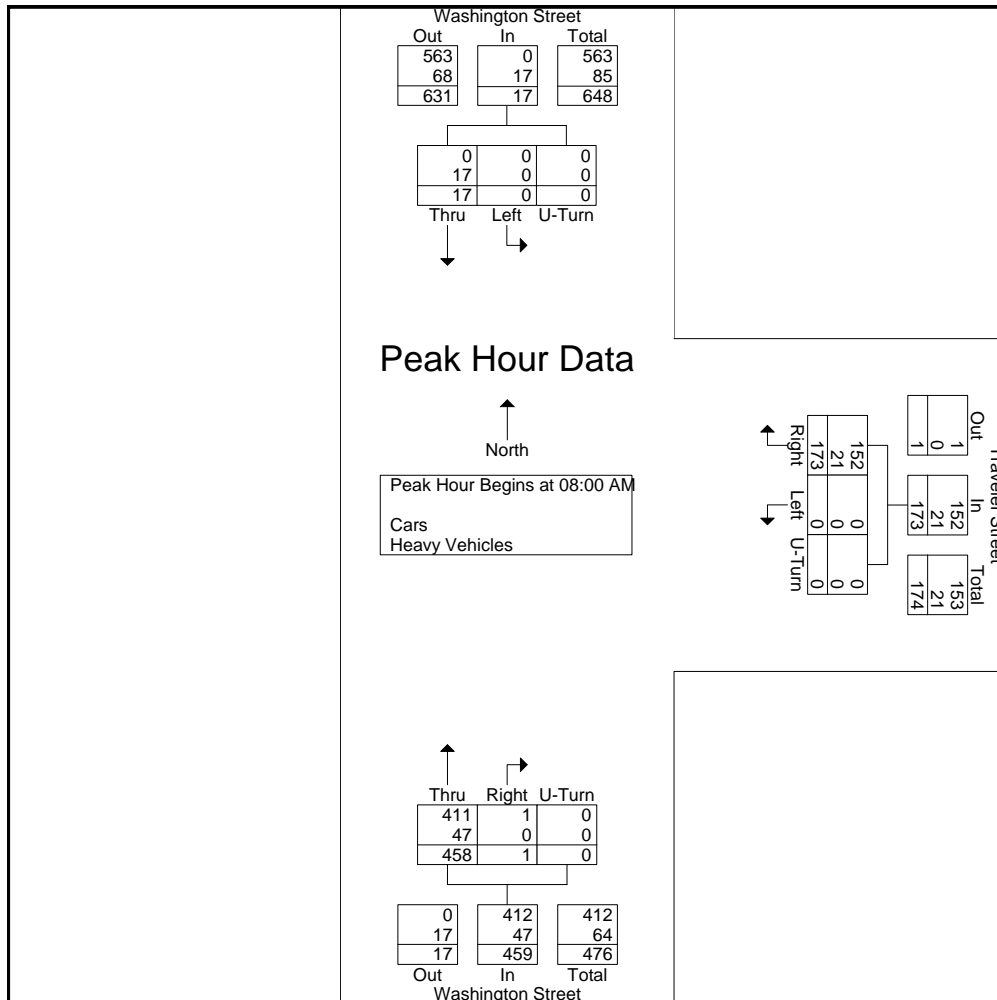 Washington Street
Out In Total
563 0 563
68 17 85
631 17 648
0 0 0
17 0 0
17 0 0
Thru Left U-Turn
Peak Hour Data
North
Peak Hour Begins at 08:00 AM
Cars
Heavy Vehicles
Right Left U-Turn
152 0 0
21 0 0
173 0 0
Traveler Street
Out In Total
1 152 153
0 21 21
1 173 174
Thru Right U-Turn
411 1 0
47 0 0
458 1 0
0 412 412
17 47 64
17 459 476
Out In Total
Washington Street